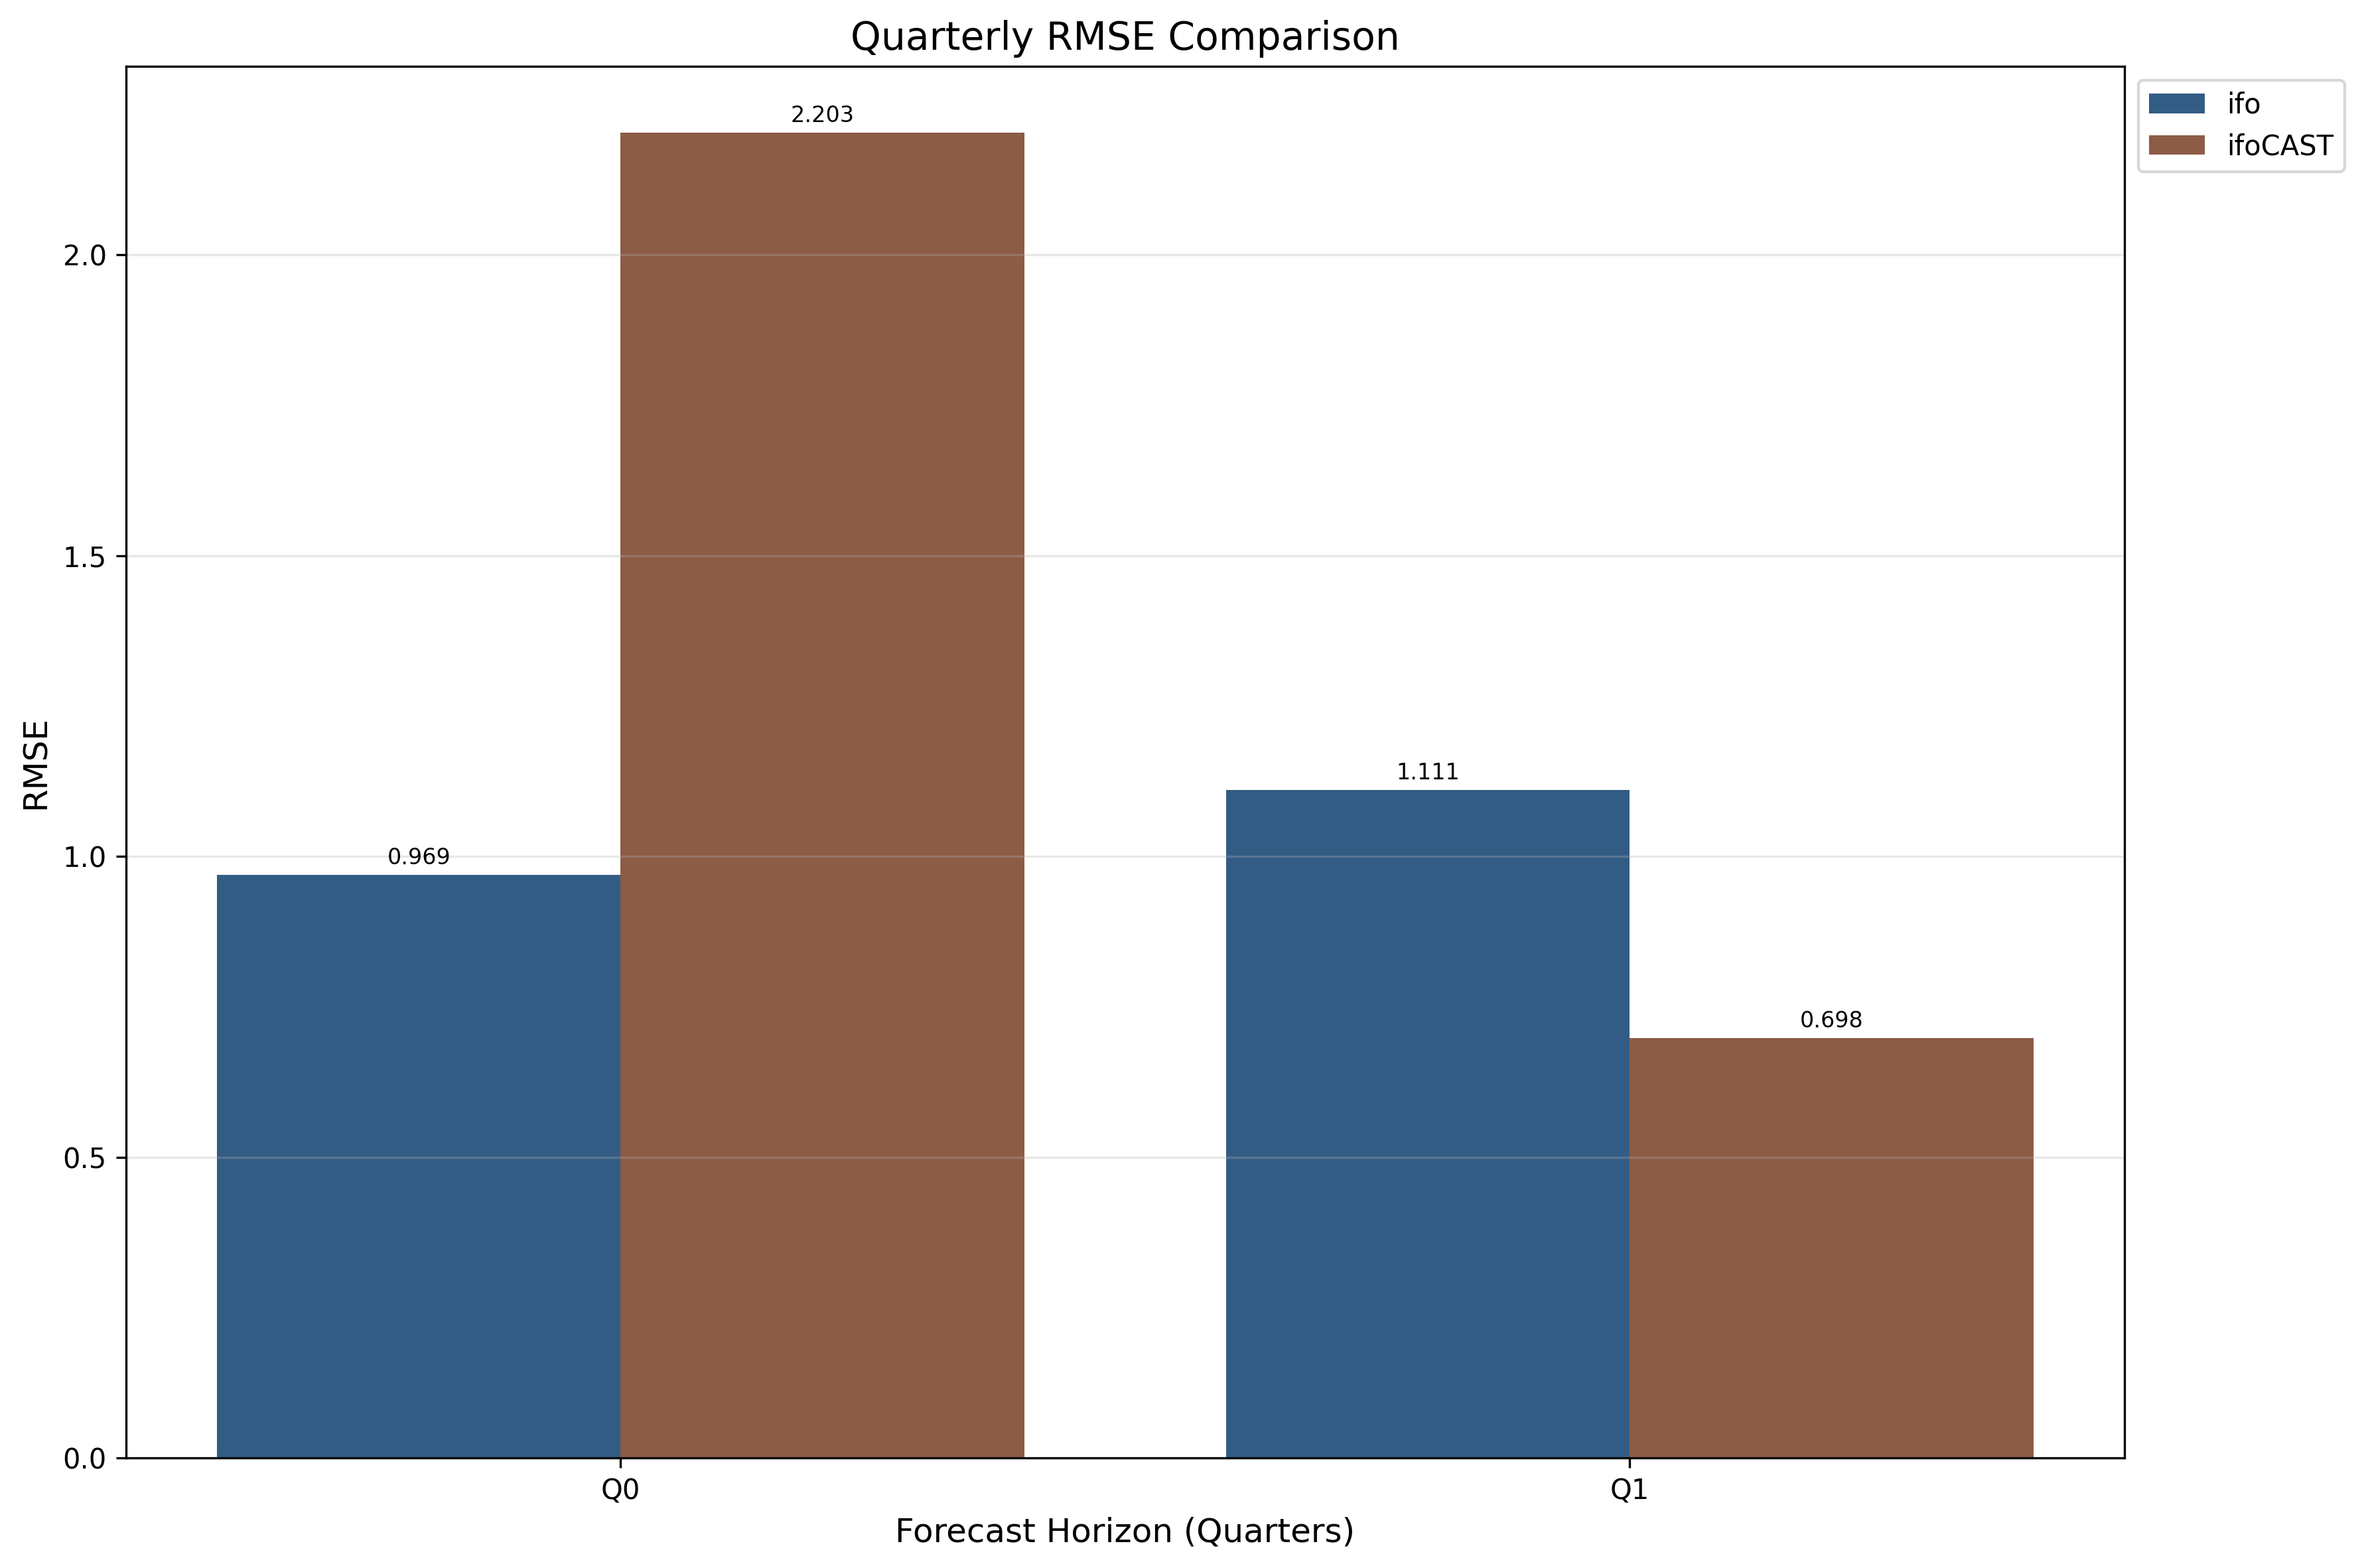 Quarterly RMSE Comparison
ifo
ifoCAST
2.203
2.0
1.5
1.111
1.0
0.969
0.698
0.5
0.0
RMSE
Q0
Q1
Forecast Horizon (Quarters)